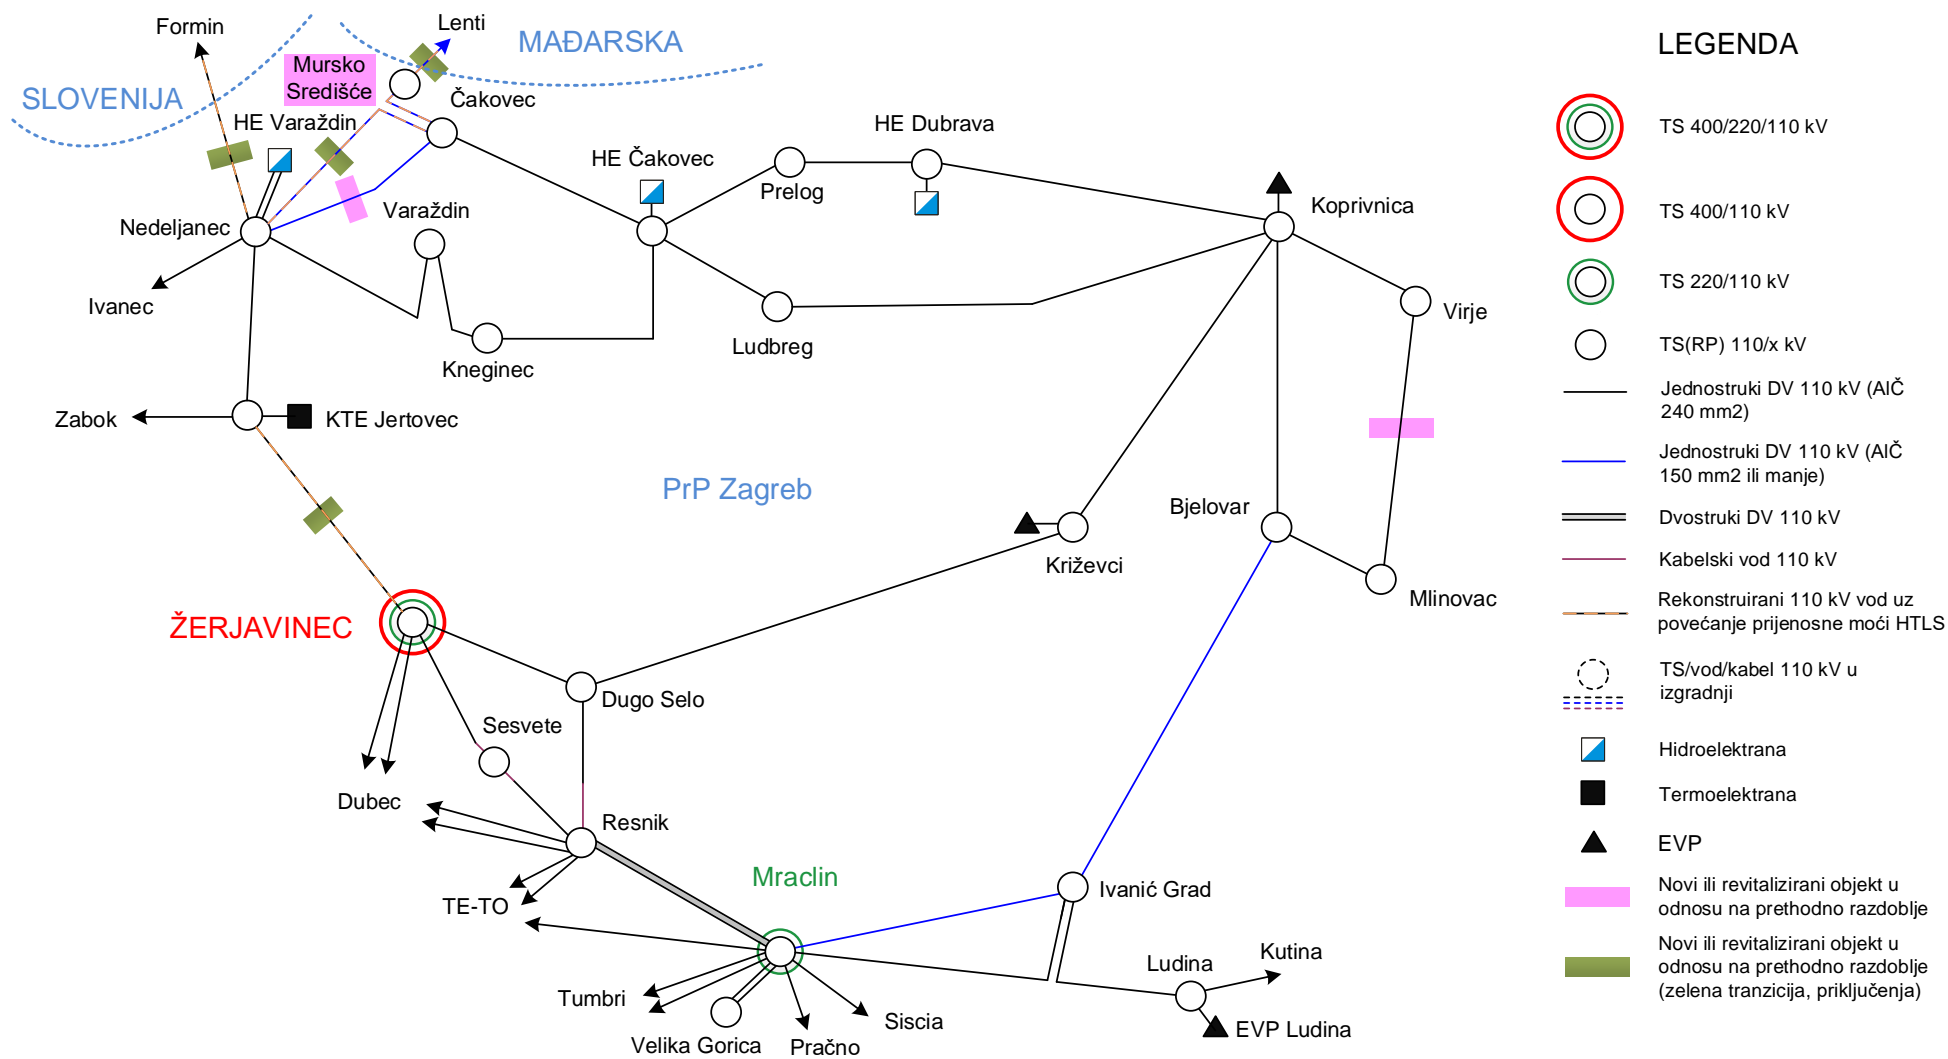 Formin
Lenti
MAĐARSKA
Mursko
Središće
SLOVENIJA
Čakovec
HE Varaždin
HE Dubrava
HE Čakovec
Prelog
Varaždin
Nedeljanec
Koprivnica
Ivanec
Virje
Ludbreg
Kneginec
Zabok
KTE Jertovec
PrP Zagreb
Bjelovar
Križevci
Mlinovac
ŽERJAVINEC
Dugo Selo
Sesvete
Dubec
Resnik
Mraclin
Ivanić Grad
TE-TO
Kutina
Ludina
Tumbri
Siscia
EVP Ludina
Velika Gorica
Pračno
LEGENDA
TS 400/220/110 kV
TS 400/110 kV
TS 220/110 kV
TS(RP) 110/x kV
Jednostruki DV 110 kV (AlČ
240 mm2)
Jednostruki DV 110 kV (AlČ
150 mm2 ili manje)
Dvostruki DV 110 kV
Kabelski vod 110 kV
Rekonstruirani 110 kV vod uz
povećanje prijenosne moći HTLS
TS/vod/kabel 110 kV u
izgradnji
Hidroelektrana
Termoelektrana
EVP
Novi ili revitalizirani objekt u
odnosu na prethodno razdoblje
Novi ili revitalizirani objekt u
odnosu na prethodno razdoblje
(zelena tranzicija, priključenja)